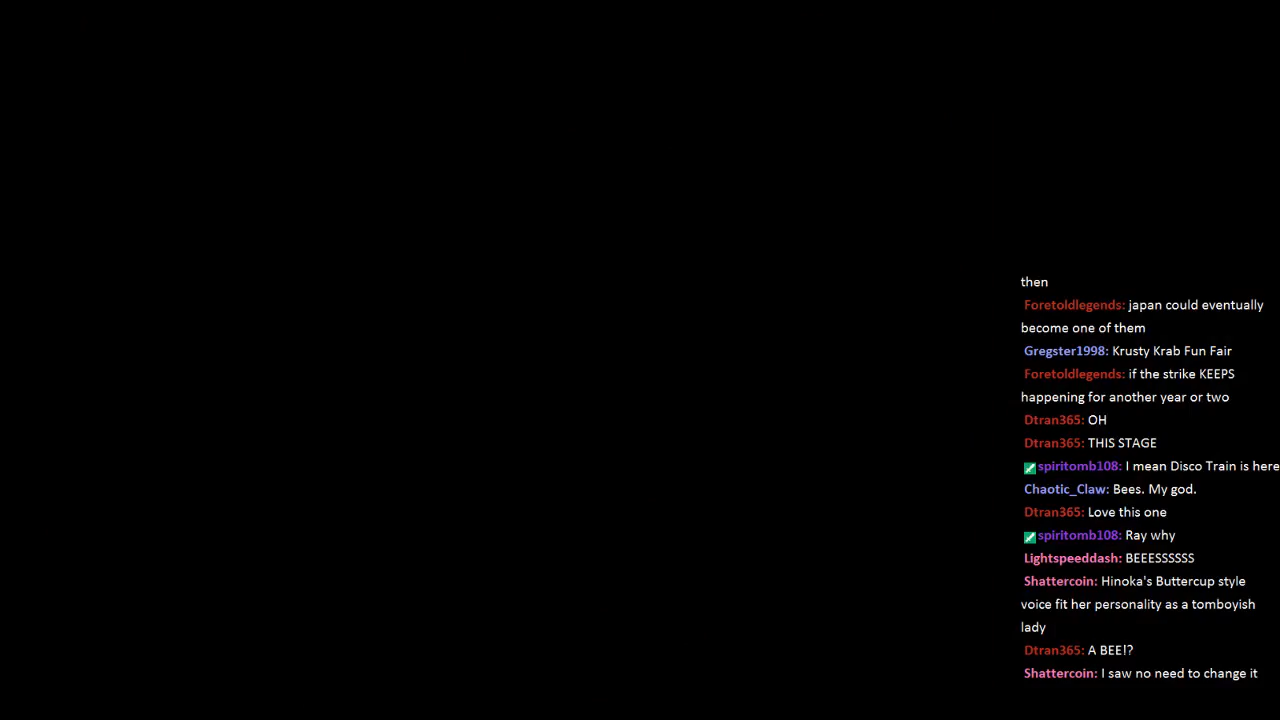 then
Foretoldlegends: japan could eventually
become one of them
Gregster1998: Krusty Krab Fun Fair
Foretoldlegends: if the strike KEEPS
happening for another year or two
Dtran365: OH
Dtran365: THIS STAGE
spiritomb108: I mean Disco Train is here
Chaotic_Claw: Bees. My god.
Dtran365: Love this one
spiritomb108: Ray why
Lightspeeddash: BEEESSSSSS
Shattercoin: Hinoka's Buttercup style
voice fit her personality as a tomboyish
lady
Dtran365: A BEE!?
Shattercoin: I saw no need to change it